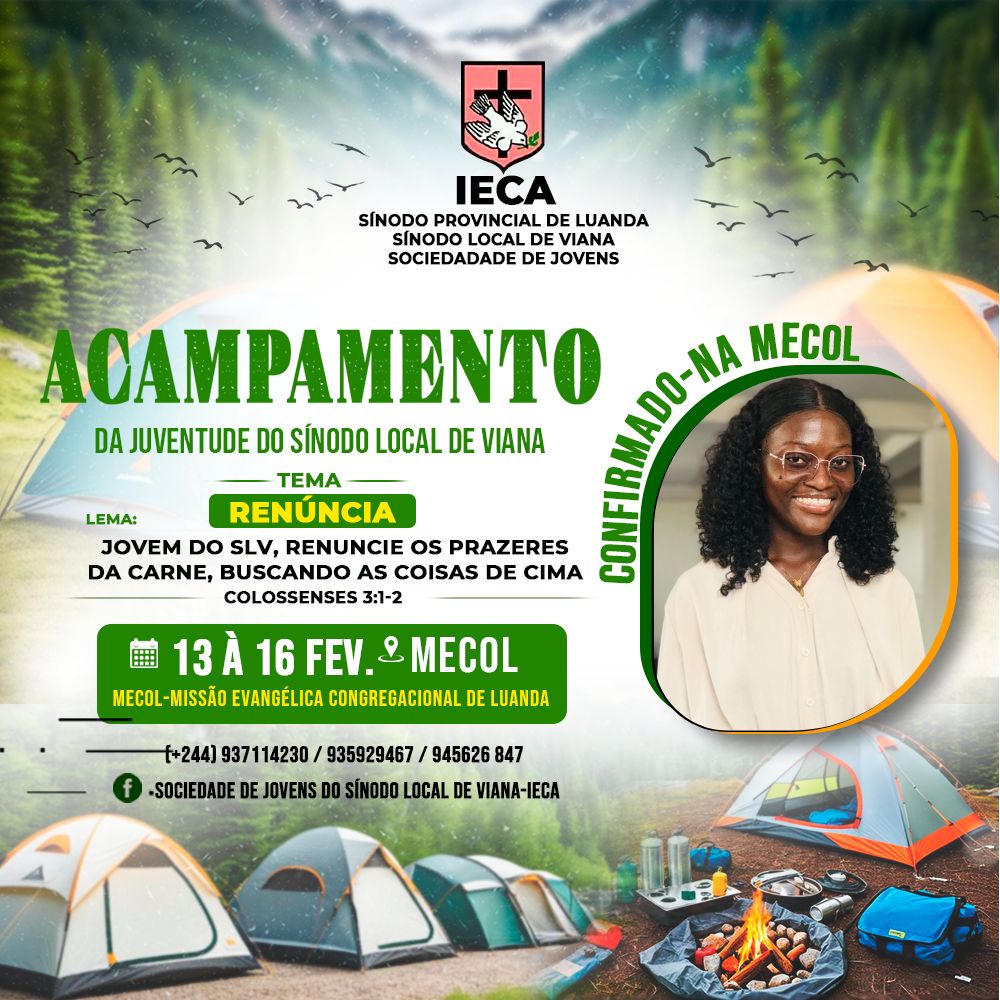 IECA
SÍNODO PROVINCIAL DE LUANDA
SÍNODO LOCAL DE VIANA
SOCIEDADADE DE JOVENS
ACAMPAMENTO
DA JUVENTUDE DO SÍNODO LOCAL DE VIANA
TEMA
RENÚNCIA
LEMA:
JOVEM DO SLV, RENUNCIE OS PRAZERES
DA CARNE, BUSCANDO AS COISAS DE CIMA
COLOSSENSES 3:1-2
CONFIRMADO-NA MECOL
13 À 16 FEV. MECOL
MECOL-MISSÃO EVANGÉLICA CONGREGACIONAL DE LUANDA
(+244) 937114230 / 935929467 / 945626 847
-SOCIEDADE DE JOVENS DO SÍNODO LOCAL DE VIANA-IECA